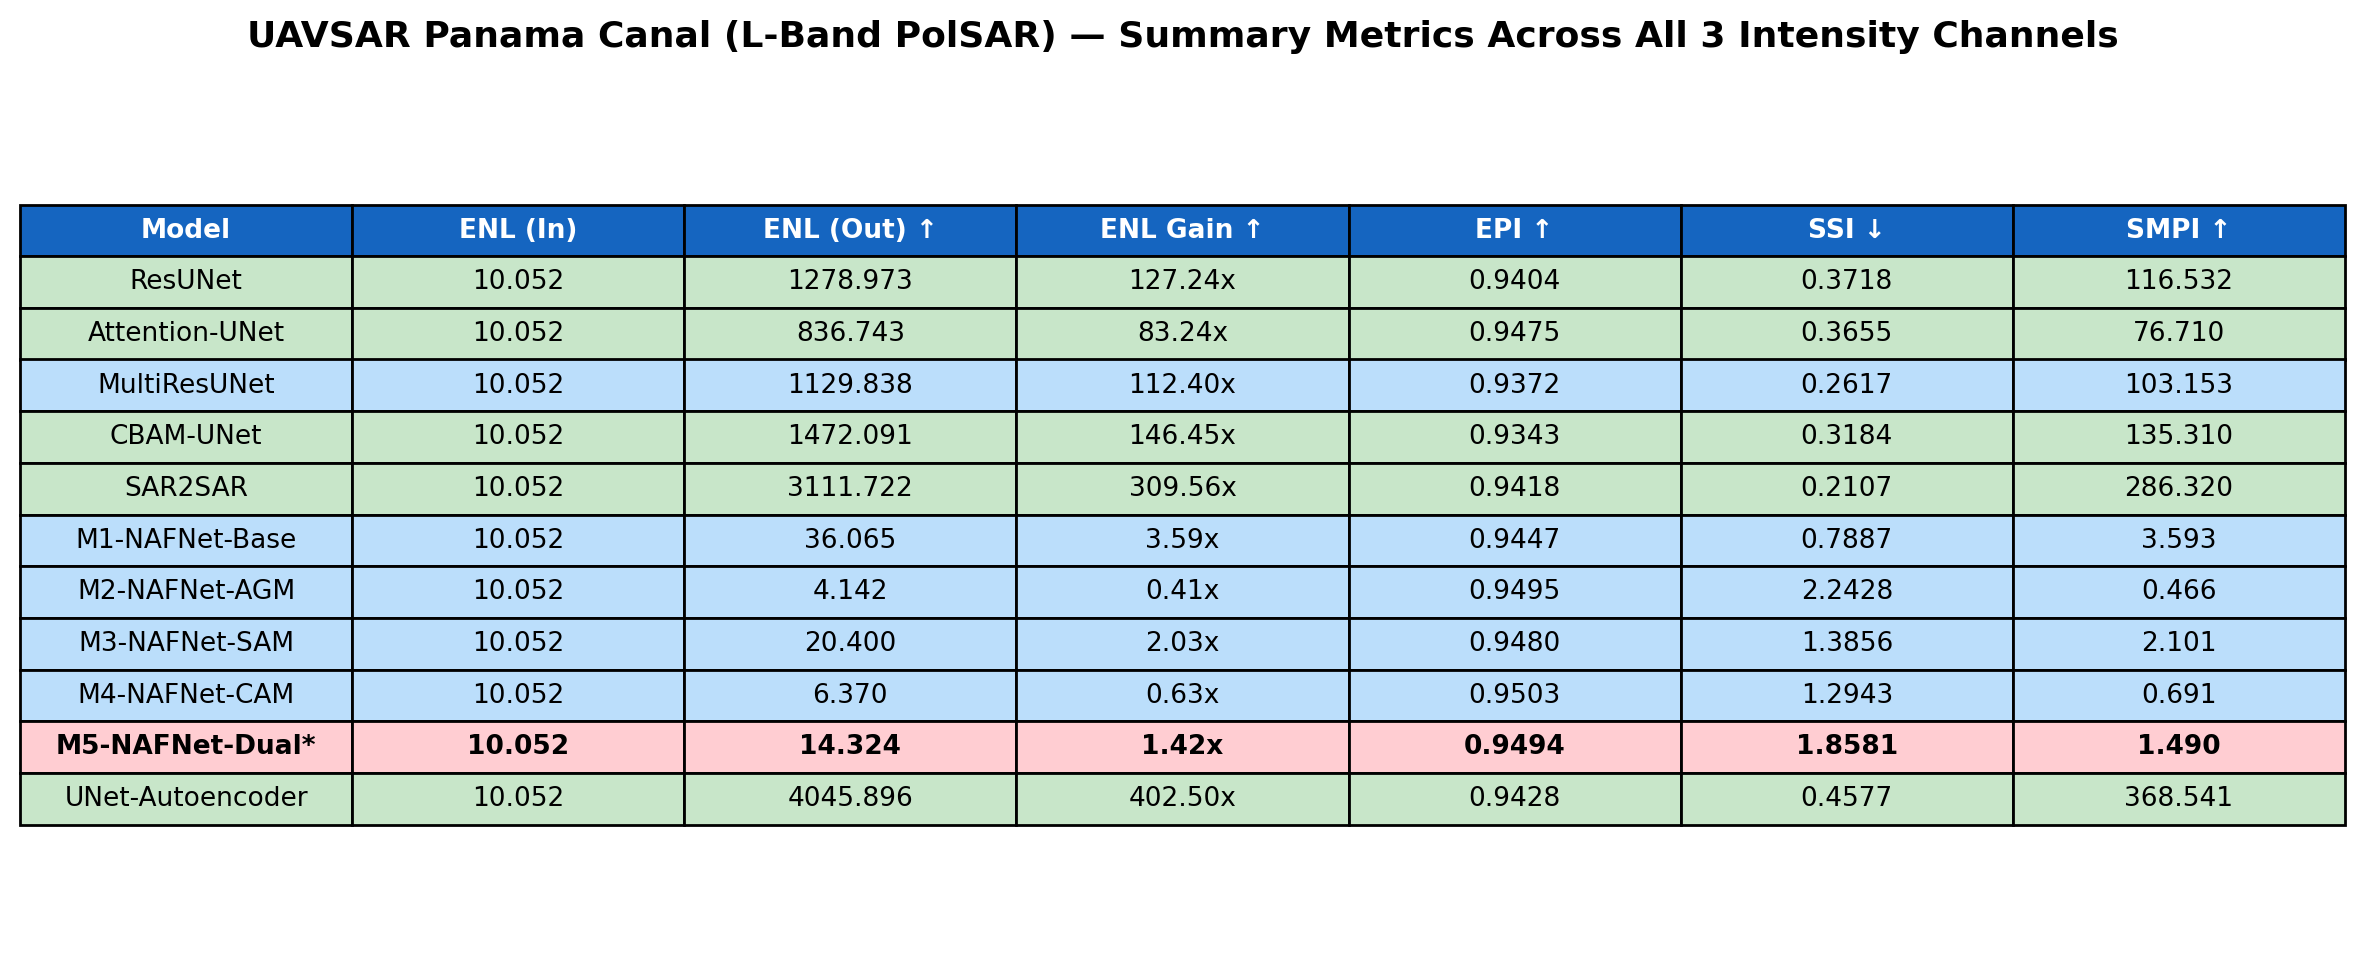 UAVSAR Panama Canal (L-Band PolSAR) — Summary Metrics Across All 3 Intensity Channels
Model ENL (In) ENL (Out) ↑ ENL Gain ↑ EPI ↑ SSI ↓ SMPI ↑
ResUNet 10.052 1278.973 127.24x 0.9404 0.3718 116.532
Attention-UNet 10.052 836.743 83.24x 0.9475 0.3655 76.710
MultiResUNet 10.052 1129.838 112.40x 0.9372 0.2617 103.153
CBAM-UNet 10.052 1472.091 146.45x 0.9343 0.3184 135.310
SAR2SAR 10.052 3111.722 309.56x 0.9418 0.2107 286.320
M1-NAFNet-Base 10.052 36.065 3.59x 0.9447 0.7887 3.593
M2-NAFNet-AGM 10.052 4.142 0.41x 0.9495 2.2428 0.466
M3-NAFNet-SAM 10.052 20.400 2.03x 0.9480 1.3856 2.101
M4-NAFNet-CAM 10.052 6.370 0.63x 0.9503 1.2943 0.691
M5-NAFNet-Dual* 10.052 14.324 1.42x 0.9494 1.8581 1.490
UNet-Autoencoder 10.052 4045.896 402.50x 0.9428 0.4577 368.541